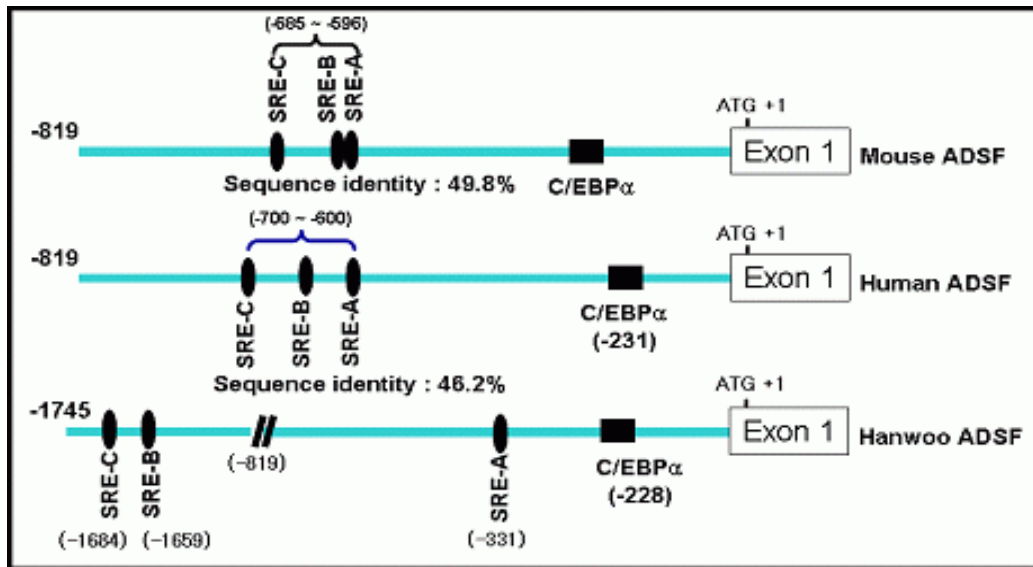 (-685 ~ -596)
SRE-C
SRE-B
SRE-A
ATG +1
-819
Exon 1
Mouse ADSF
C/EBPα
Sequence identity : 49.8%
(-700 ~ -600)
ATG +1
-819
Exon 1
Human ADSF
SRE-C
SRE-B
SRE-A
C/EBPα
(-231)
Sequence identity : 46.2%
ATG +1
-1745
Exon 1
Hanwoo ADSF
(-819)
SRE-C
SRE-B
SRE-A
C/EBPα
(-228)
(-1684)
(-1659)
(-331)